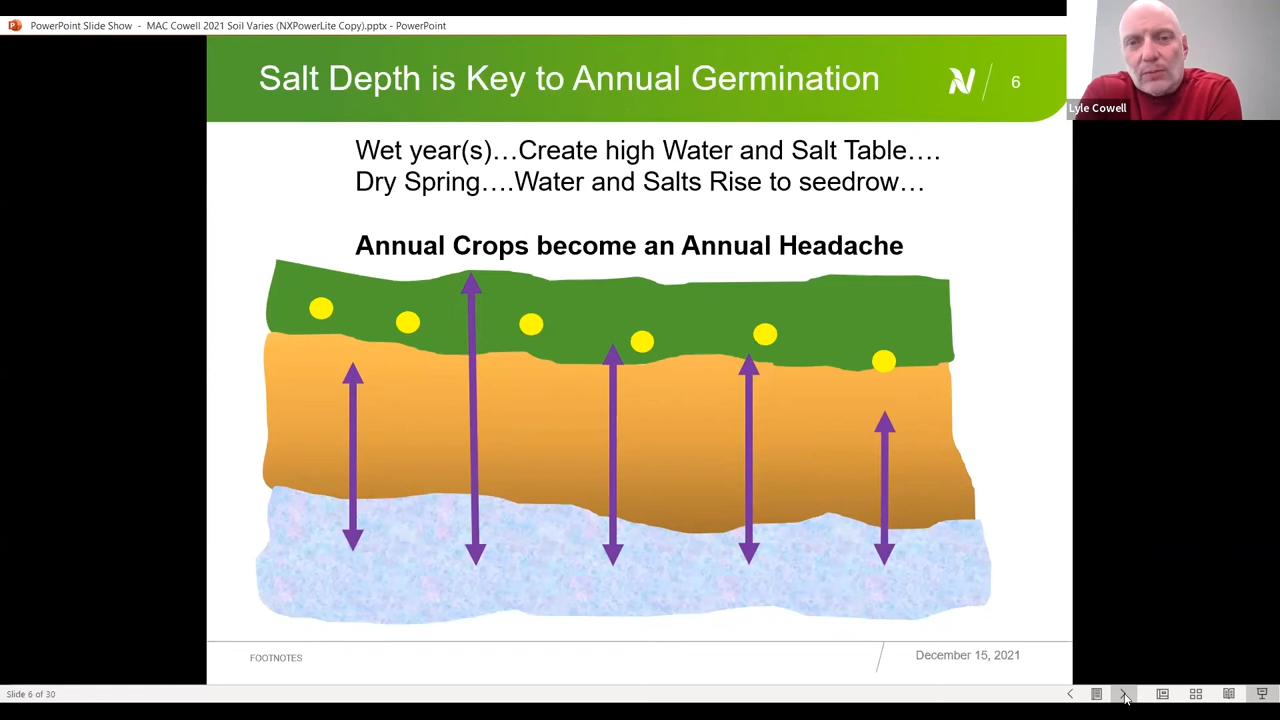 PowerPoint Slide Show - MAC Cowell 2021 Soil Varies (NXPowerLite Copy).pptx - PowerPoint
Salt Depth is Key to Annual Germination
6
Lyle Cowell
Wet year(s)…Create high Water and Salt Table….
Dry Spring….Water and Salts Rise to seedrow…
Annual Crops become an Annual Headache
FOOTNOTES
December 15, 2021
Slide 6 of 30